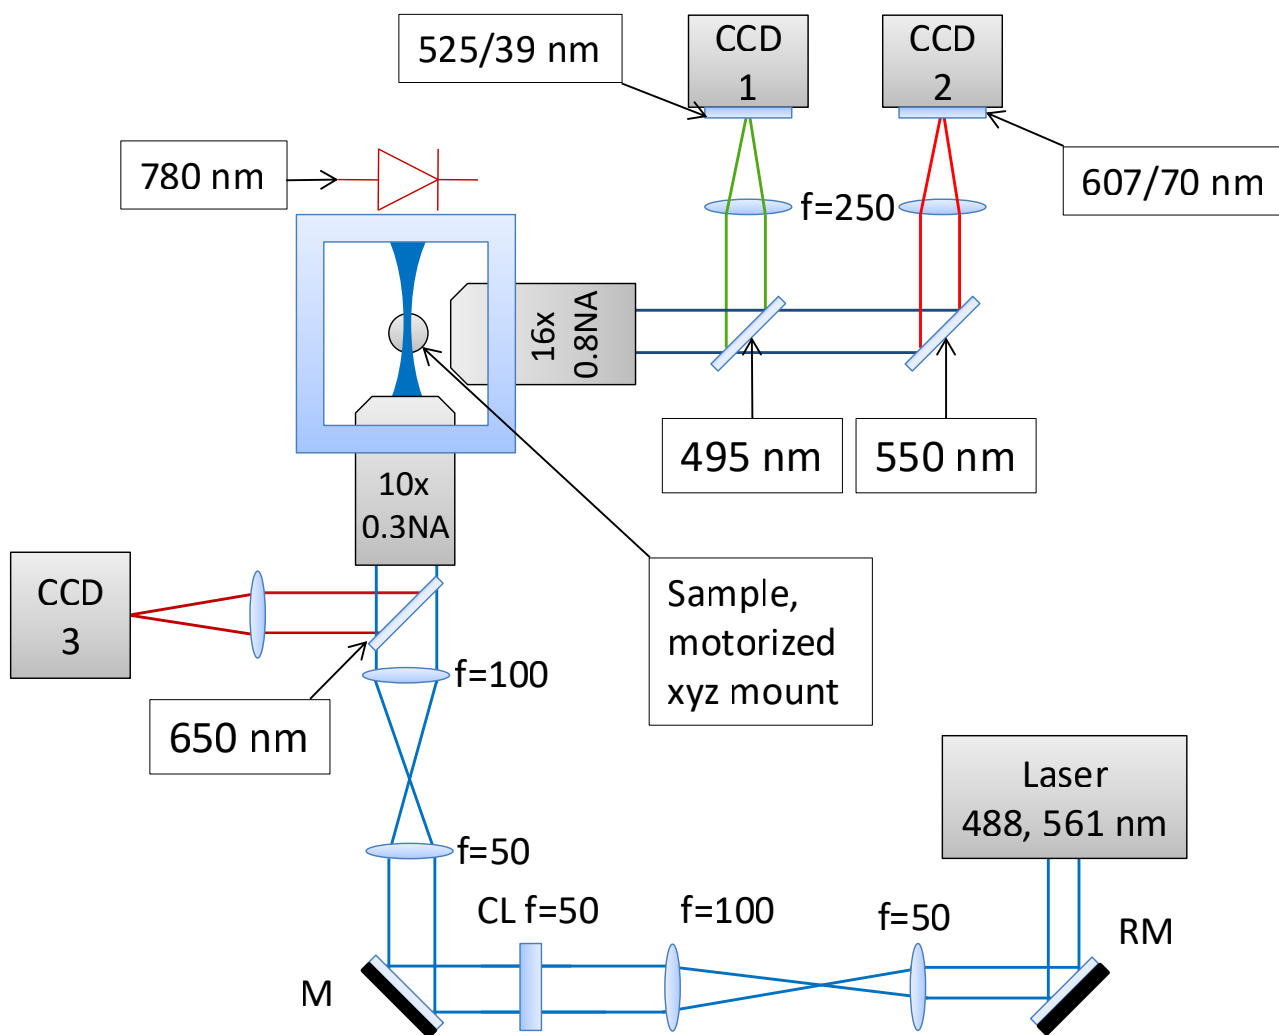 525/39 nm
CCD
1
CCD
2
780 nm
607/70 nm
f=250
16x
0.8NA
495 nm
550 nm
10x
0.3NA
CCD
3
Sample,
motorized
xyz mount
f=100
650 nm
Laser
488, 561 nm
f=50
CL f=50
f=100
f=50
RM
M